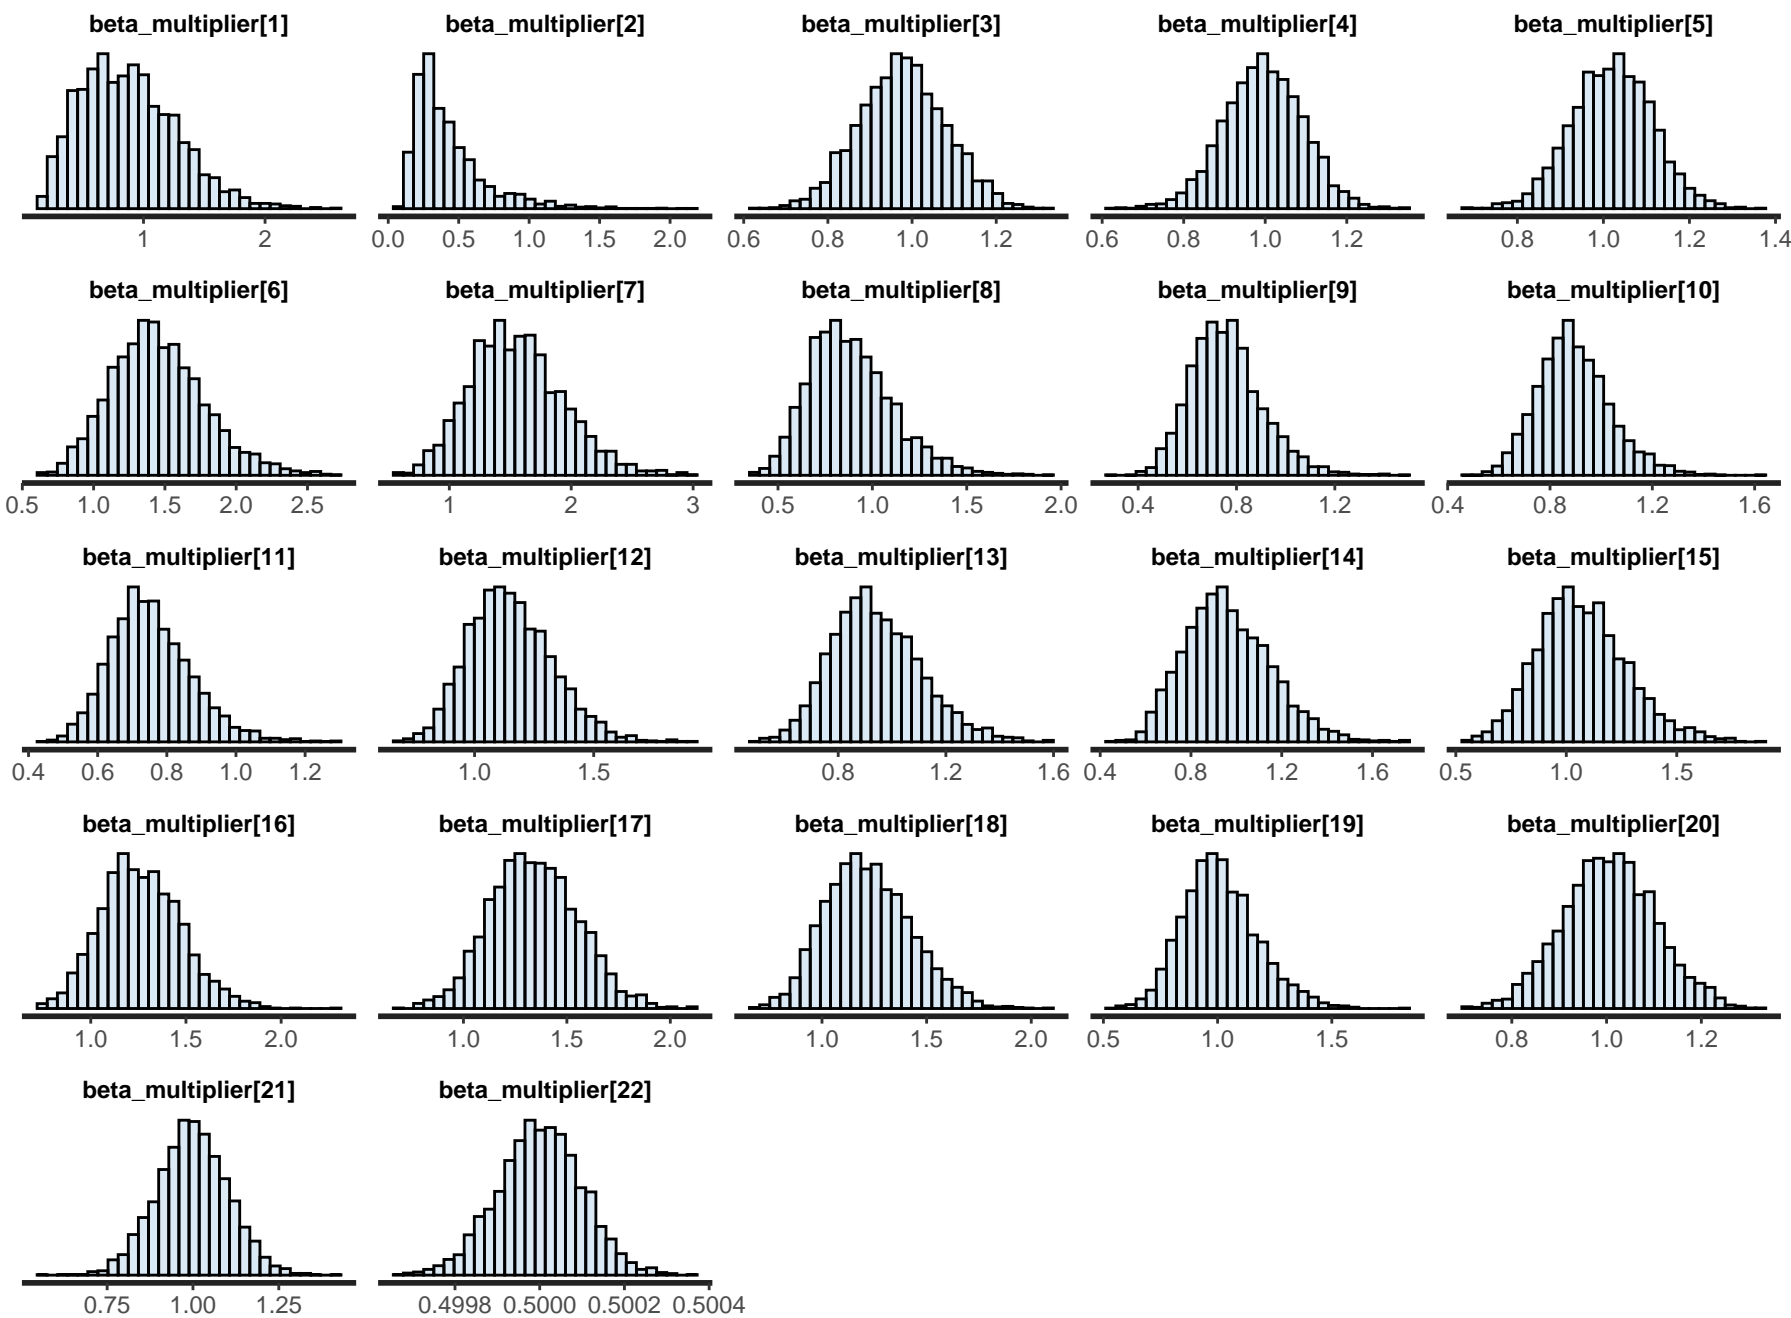 beta_multiplier[1] beta_multiplier[2] beta_multiplier[3] beta_multiplier[4] beta_multiplier[5]
1 2 0.0 0.5 1.0 1.5 2.0 0.6 0.8 1.0 1.2 0.6 0.8 1.0 1.2 0.8 1.0 1.2 1.4
beta_multiplier[6] beta_multiplier[7] beta_multiplier[8] beta_multiplier[9] beta_multiplier[10]
0.5 1.0 1.5 2.0 2.5 1 2 3 0.5 1.0 1.5 2.0 0.4 0.8 1.2 0.4 0.8 1.2 1.6
beta_multiplier[11] beta_multiplier[12] beta_multiplier[13] beta_multiplier[14] beta_multiplier[15]
0.4 0.6 0.8 1.0 1.2 1.0 1.5 0.8 1.2 1.6 0.4 0.8 1.2 1.6 0.5 1.0 1.5
beta_multiplier[16] beta_multiplier[17] beta_multiplier[18] beta_multiplier[19] beta_multiplier[20]
1.0 1.5 2.0 1.0 1.5 2.0 1.0 1.5 2.0 0.5 1.0 1.5 0.8 1.0 1.2
beta_multiplier[21] beta_multiplier[22]
0.75 1.00 1.25 0.4998 0.5000 0.5002 0.5004